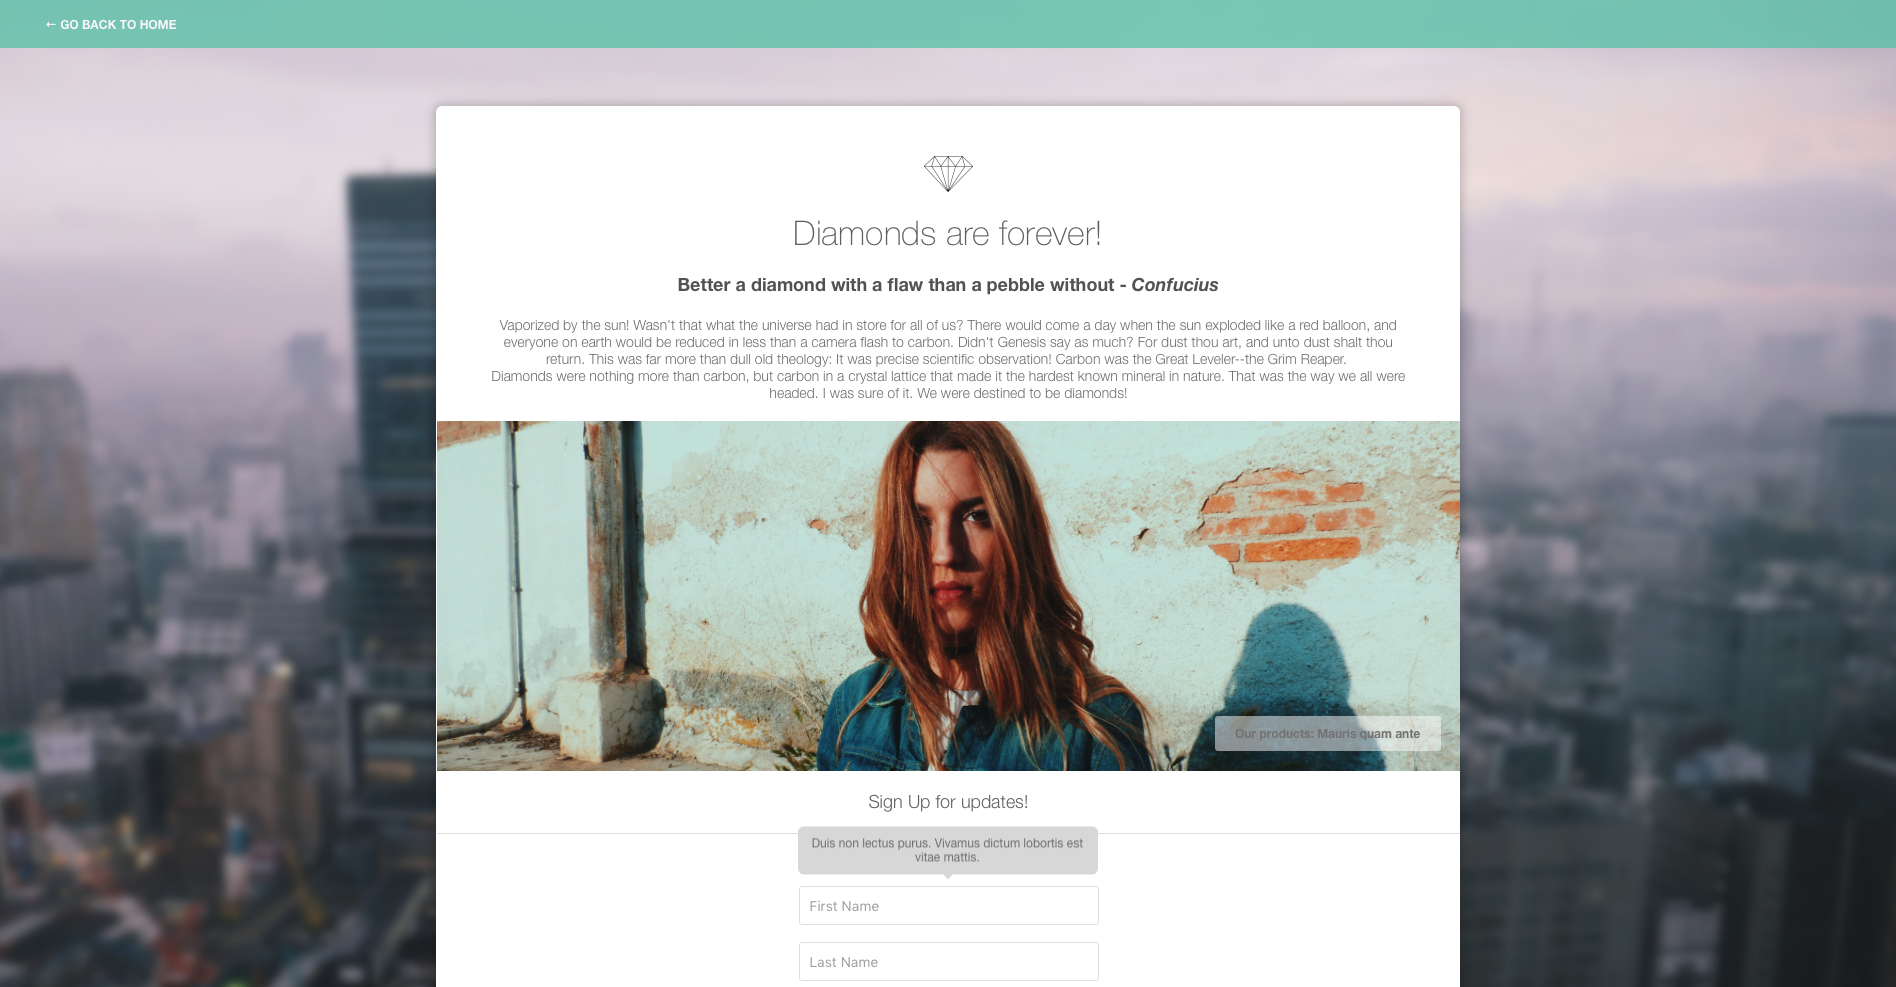 ← GO BACK TO HOME
Diamonds are forever!
Better a diamond with a flaw than a pebble without - Confucius
Vaporized by the sun! Wasn't that what the universe had in store for all of us? There would come a day when the sun exploded like a red balloon, and
everyone on earth would be reduced in less than a camera flash to carbon. Didn't Genesis say as much? For dust thou art, and unto dust shalt thou
return. This was far more than dull old theology: It was precise scientific observation! Carbon was the Great Leveler--the Grim Reaper.
Diamonds were nothing more than carbon, but carbon in a crystal lattice that made it the hardest known mineral in nature. That was the way we all were
headed. I was sure of it. We were destined to be diamonds!
Our products: Mauris quam ante
Sign Up for updates!
Duis non lectus purus. Vivamus dictum lobortis est
vitae mattis.
First Name
Last Name